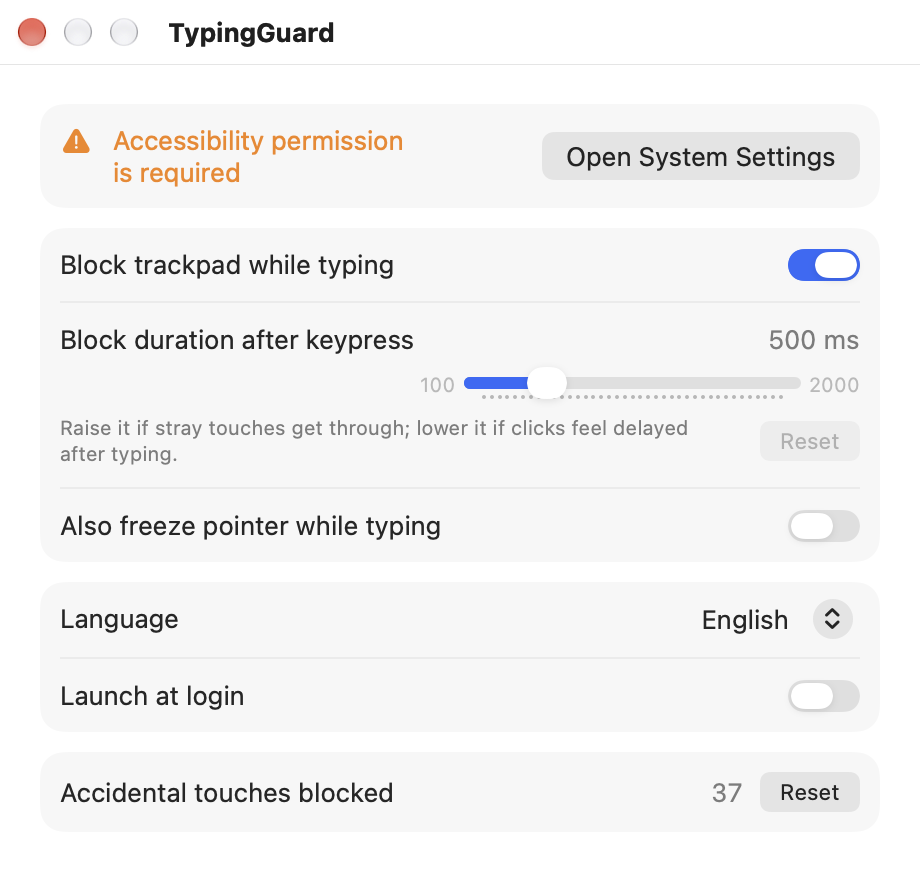 TypingGuard
Accessibility permission
is required
Open System Settings
Block trackpad while typing
Block duration after keypress
500 ms
100
2000
Raise it if stray touches get through; lower it if clicks feel delayed
after typing.
Reset
Also freeze pointer while typing
Language
English
Launch at login
Accidental touches blocked
37
Reset